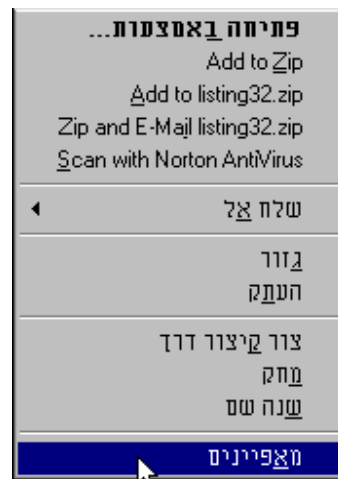 פתיחה באמצעות...
Add to Zip
Add to listing32.zip
Zip and E-Mail listing32.zip
Scan with Norton AntiVirus
שלח אל
גזור
העתק
צור קיצור דרך
מחק
שנה שם
מאפיינים